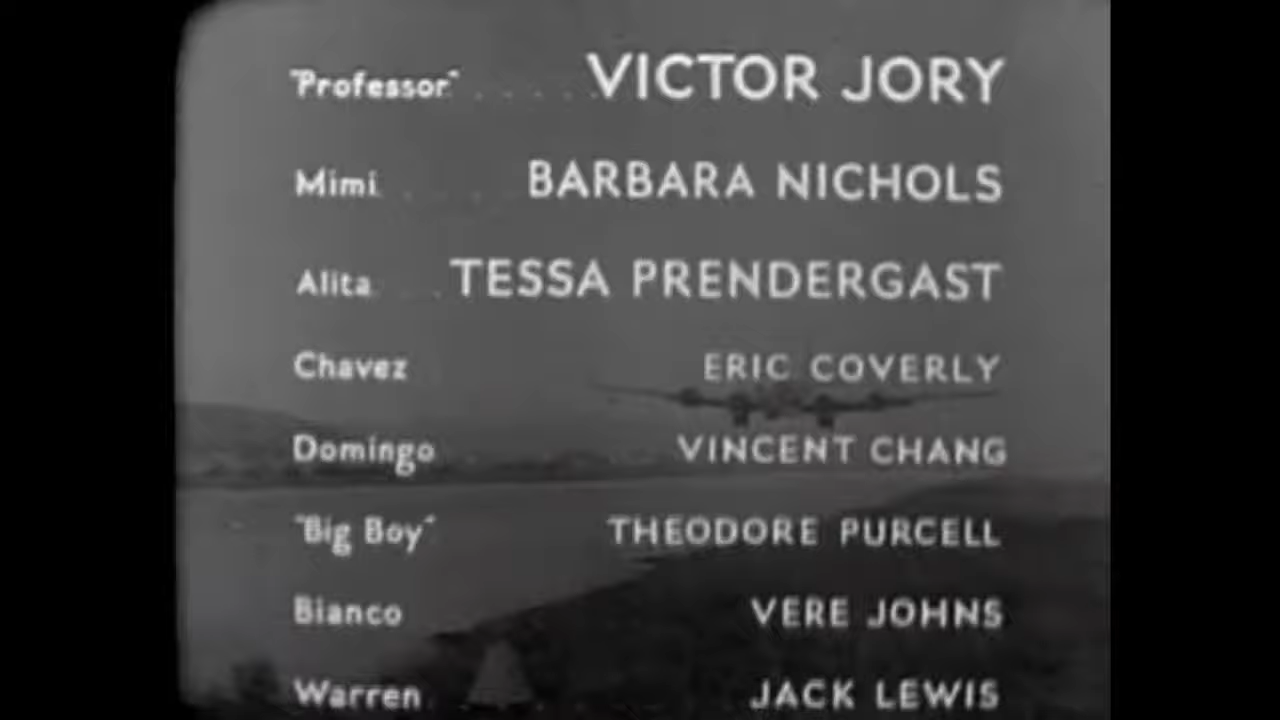 "Professor" ..... VICTOR JORY
Mimi .... BARBARA NICHOLS
Alita ... TESSA PRENDERGAST
Chavez ERIC COVERLY
Domingo VINCENT CHANG
"Big Boy" THEODORE PURCELL
Bianco VERE JOHNS
Warren JACK LEWIS